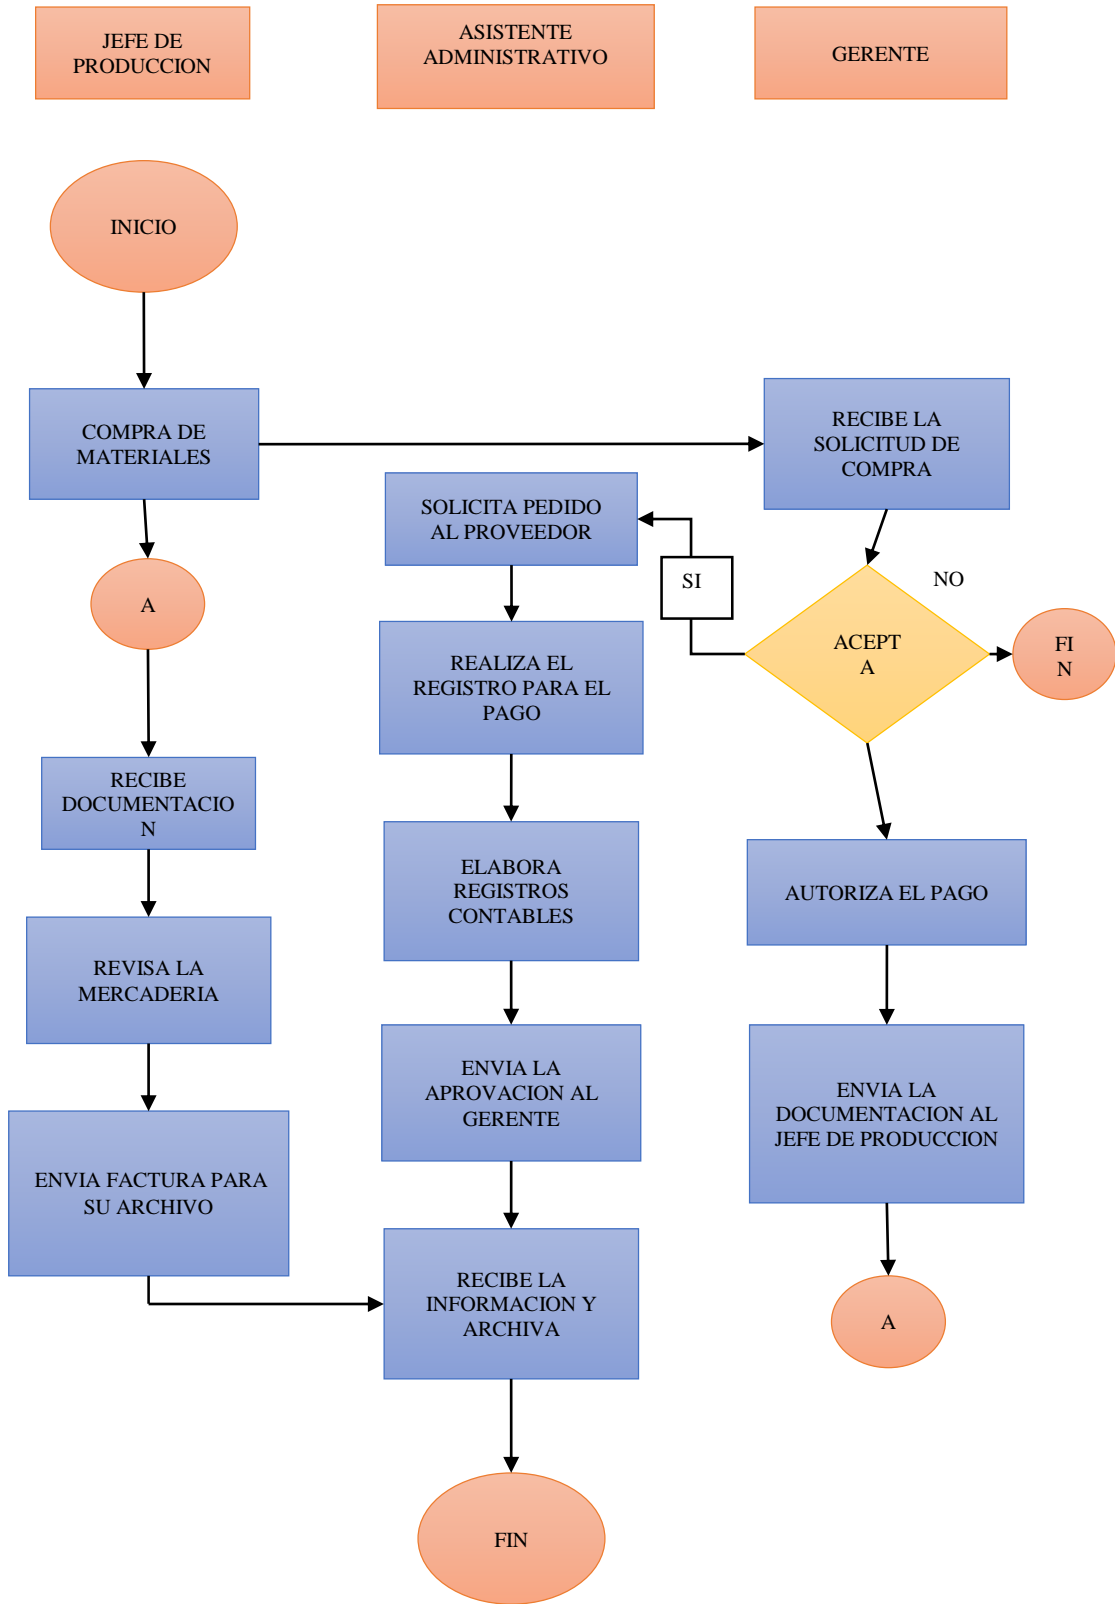 JEFE DE
PRODUCCION
ASISTENTE
ADMINISTRATIVO
GERENTE
INICIO
COMPRA DE
MATERIALES
RECIBE LA
SOLICITUD DE
COMPRA
SOLICITA PEDIDO
AL PROVEEDOR
SI
NO
A
ACEPT
A
FI
N
REALIZA EL
REGISTRO PARA EL
PAGO
RECIBE
DOCUMENTACIO
N
ELABORA
REGISTROS
CONTABLES
AUTORIZA EL PAGO
REVISA LA
MERCADERIA
ENVIA LA
APROVACION AL
GERENTE
ENVIA LA
DOCUMENTACION AL
JEFE DE PRODUCCION
ENVIA FACTURA PARA
SU ARCHIVO
RECIBE LA
INFORMACION Y
ARCHIVA
A
FIN